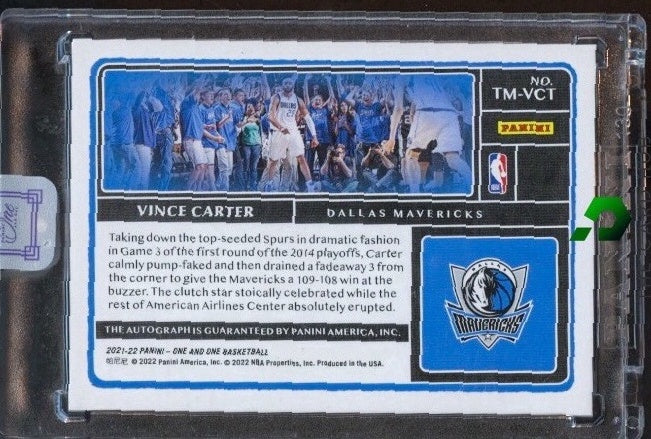 NO.
TM-VCT
PANINI
VINCE CARTER
DALLAS MAVERICKS
Taking down the top-seeded Spurs in dramatic fashion
in Game 3 of the first round of the 2014 playoffs, Carter
calmly pump-faked and then drained a fadeaway 3 from
the corner to give the Mavericks a 109-108 win at the
buzzer. The clutch star stoically celebrated while the
rest of American Airlines Center absolutely erupted.
THE AUTOGRAPH IS GUARANTEED BY PANINI AMERICA, INC.
2021-22 PANINI – ONE AND ONE BASKETBALL
帕尼尼 © 2022 Panini America, Inc. © 2022 NBA Properties, Inc. Produced in the USA.
MAVERICKS